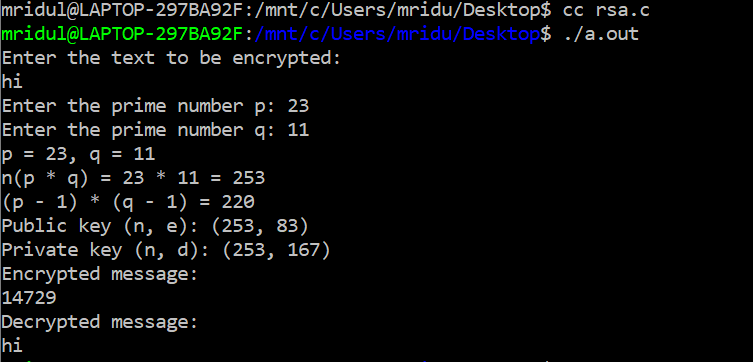 mridul@LAPTOP-297BA92F:/mnt/c/Users/mridu/Desktop$ cc rsa.c
mridul@LAPTOP-297BA92F:/mnt/c/Users/mridu/Desktop$ ./a.out
Enter the text to be encrypted:
hi
Enter the prime number p: 23
Enter the prime number q: 11
p = 23, q = 11
n(p * q) = 23 * 11 = 253
(p - 1) * (q - 1) = 220
Public key (n, e): (253, 83)
Private key (n, d): (253, 167)
Encrypted message:
14729
Decrypted message:
hi